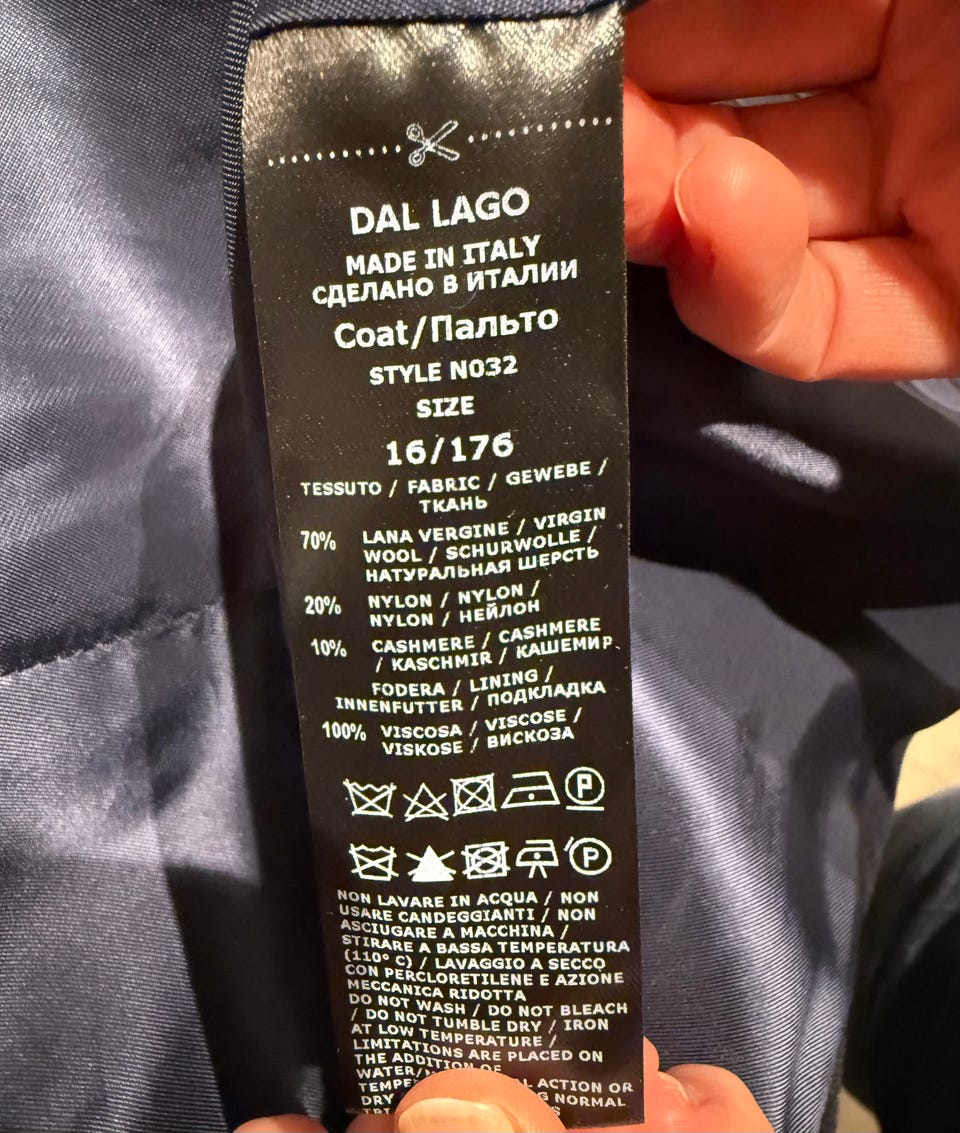 DAL LAGO
MADE IN ITALY
СДЕЛАНО В ИТАЛИИ
Coat/Пальто
STYLE N032
SIZE
16/176
TESSUTO / FABRIC / GEWEBE /
ТКАНЬ
70% LANA VERGINE / VIRGIN
WOOL / SCHURWOLLE /
НАТУРАЛЬНАЯ ШЕРСТЬ
20% NYLON / NYLON /
NYLON / НЕЙЛОН
10% CASHMERE / CASHMERE
/ KASCHMIR / КАШЕМИР
FODERA / LINING /
INNENFUTTER / ПОДКЛАДКА
100% VISCOSA / VISCOSE /
VISKOSE / ВИСКОЗА
P
P
NON LAVARE IN ACQUA / NON
USARE CANDEGGIANTI / NON
ASCIUGARE A MACCHINA /
STIRARE A BASSA TEMPERATURA
(110° C) / LAVAGGIO A SECCO
CON PERCLORETILENE E AZIONE
MECCANICA RIDOTTA
DO NOT WASH / DO NOT BLEACH
/ DO NOT TUMBLE DRY / IRON
AT LOW TEMPERATURE /
LIMITATIONS ARE PLACED ON
THE ADDITION OF
WATER/
ACTION OR
DRY NORMAL